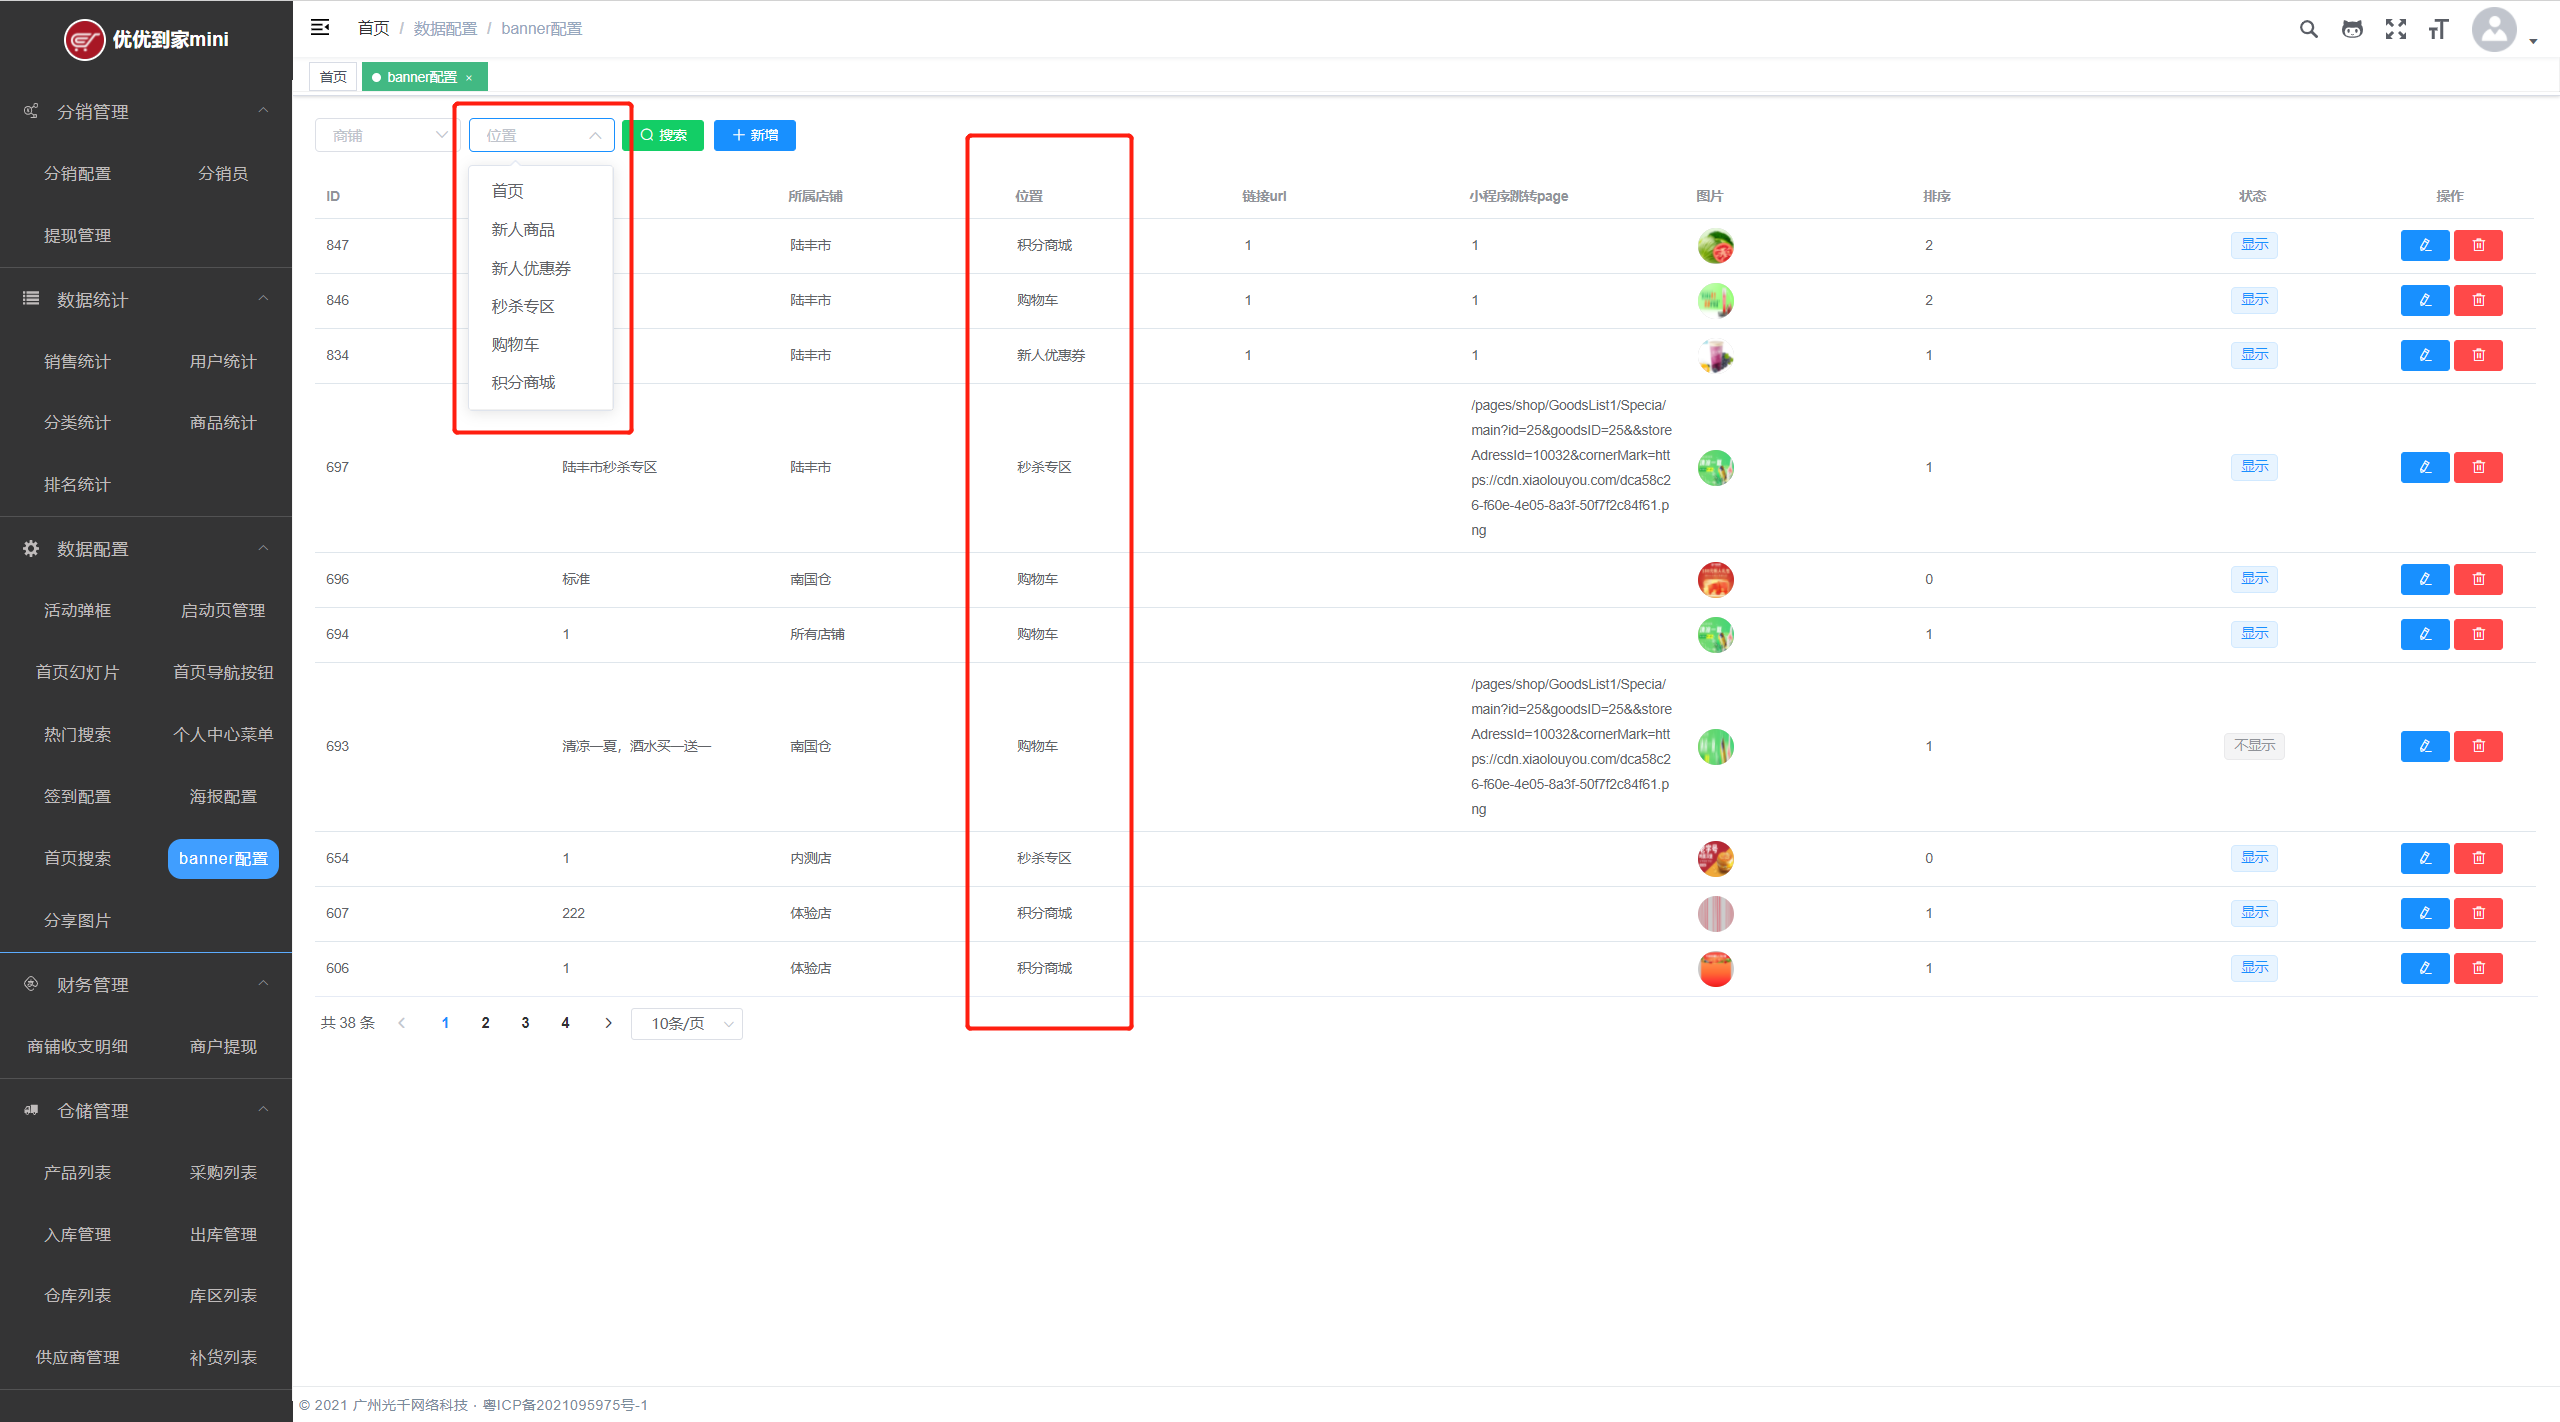 优优到家mini
分销管理
分销配置 分销员
提现管理
数据统计
销售统计 用户统计
分类统计 商品统计
排名统计
数据配置
活动弹框 启动页管理
首页幻灯片 首页导航按钮
热门搜索 个人中心菜单
签到配置 海报配置
首页搜索 banner配置
分享图片
财务管理
商铺收支明细 商户提现
仓储管理
产品列表 采购列表
入库管理 出库管理
仓库列表 库区列表
供应商管理 补货列表
首页 / 数据配置 / banner配置
首页 banner配置 ×
商铺 位置 搜索 新增
首页
新人商品
新人优惠券
秒杀专区
购物车
积分商城
ID 所属店铺 位置 链接url 小程序跳转page 图片 排序 状态 操作
847 陆丰市 积分商城 1 1 2 显示
846 陆丰市 购物车 1 1 2 显示
834 陆丰市 新人优惠券 1 1 1 显示
697 陆丰市秒杀专区 陆丰市 秒杀专区 1 显示
/pages/shop/GoodsList1/Specia/
main?id=25&goodsID=25&&store
AdressId=10032&cornerMark=htt
ps://cdn.xiaolouyou.com/dca58c2
6-f60e-4e05-8a3f-50f7f2c84f61.p
ng
696 标准 南国仓 购物车 0 显示
694 1 所有店铺 购物车 1 显示
693 清凉一夏，酒水买一送一 南国仓 购物车 1 不显示
/pages/shop/GoodsList1/Specia/
main?id=25&goodsID=25&&store
AdressId=10032&cornerMark=htt
ps://cdn.xiaolouyou.com/dca58c2
6-f60e-4e05-8a3f-50f7f2c84f61.p
ng
654 1 内测店 秒杀专区 0 显示
607 222 体验店 积分商城 1 显示
606 1 体验店 积分商城 1 显示
共 38 条 1 2 3 4 10条/页
© 2021 广州光千网络科技 · 粤ICP备2021095975号-1